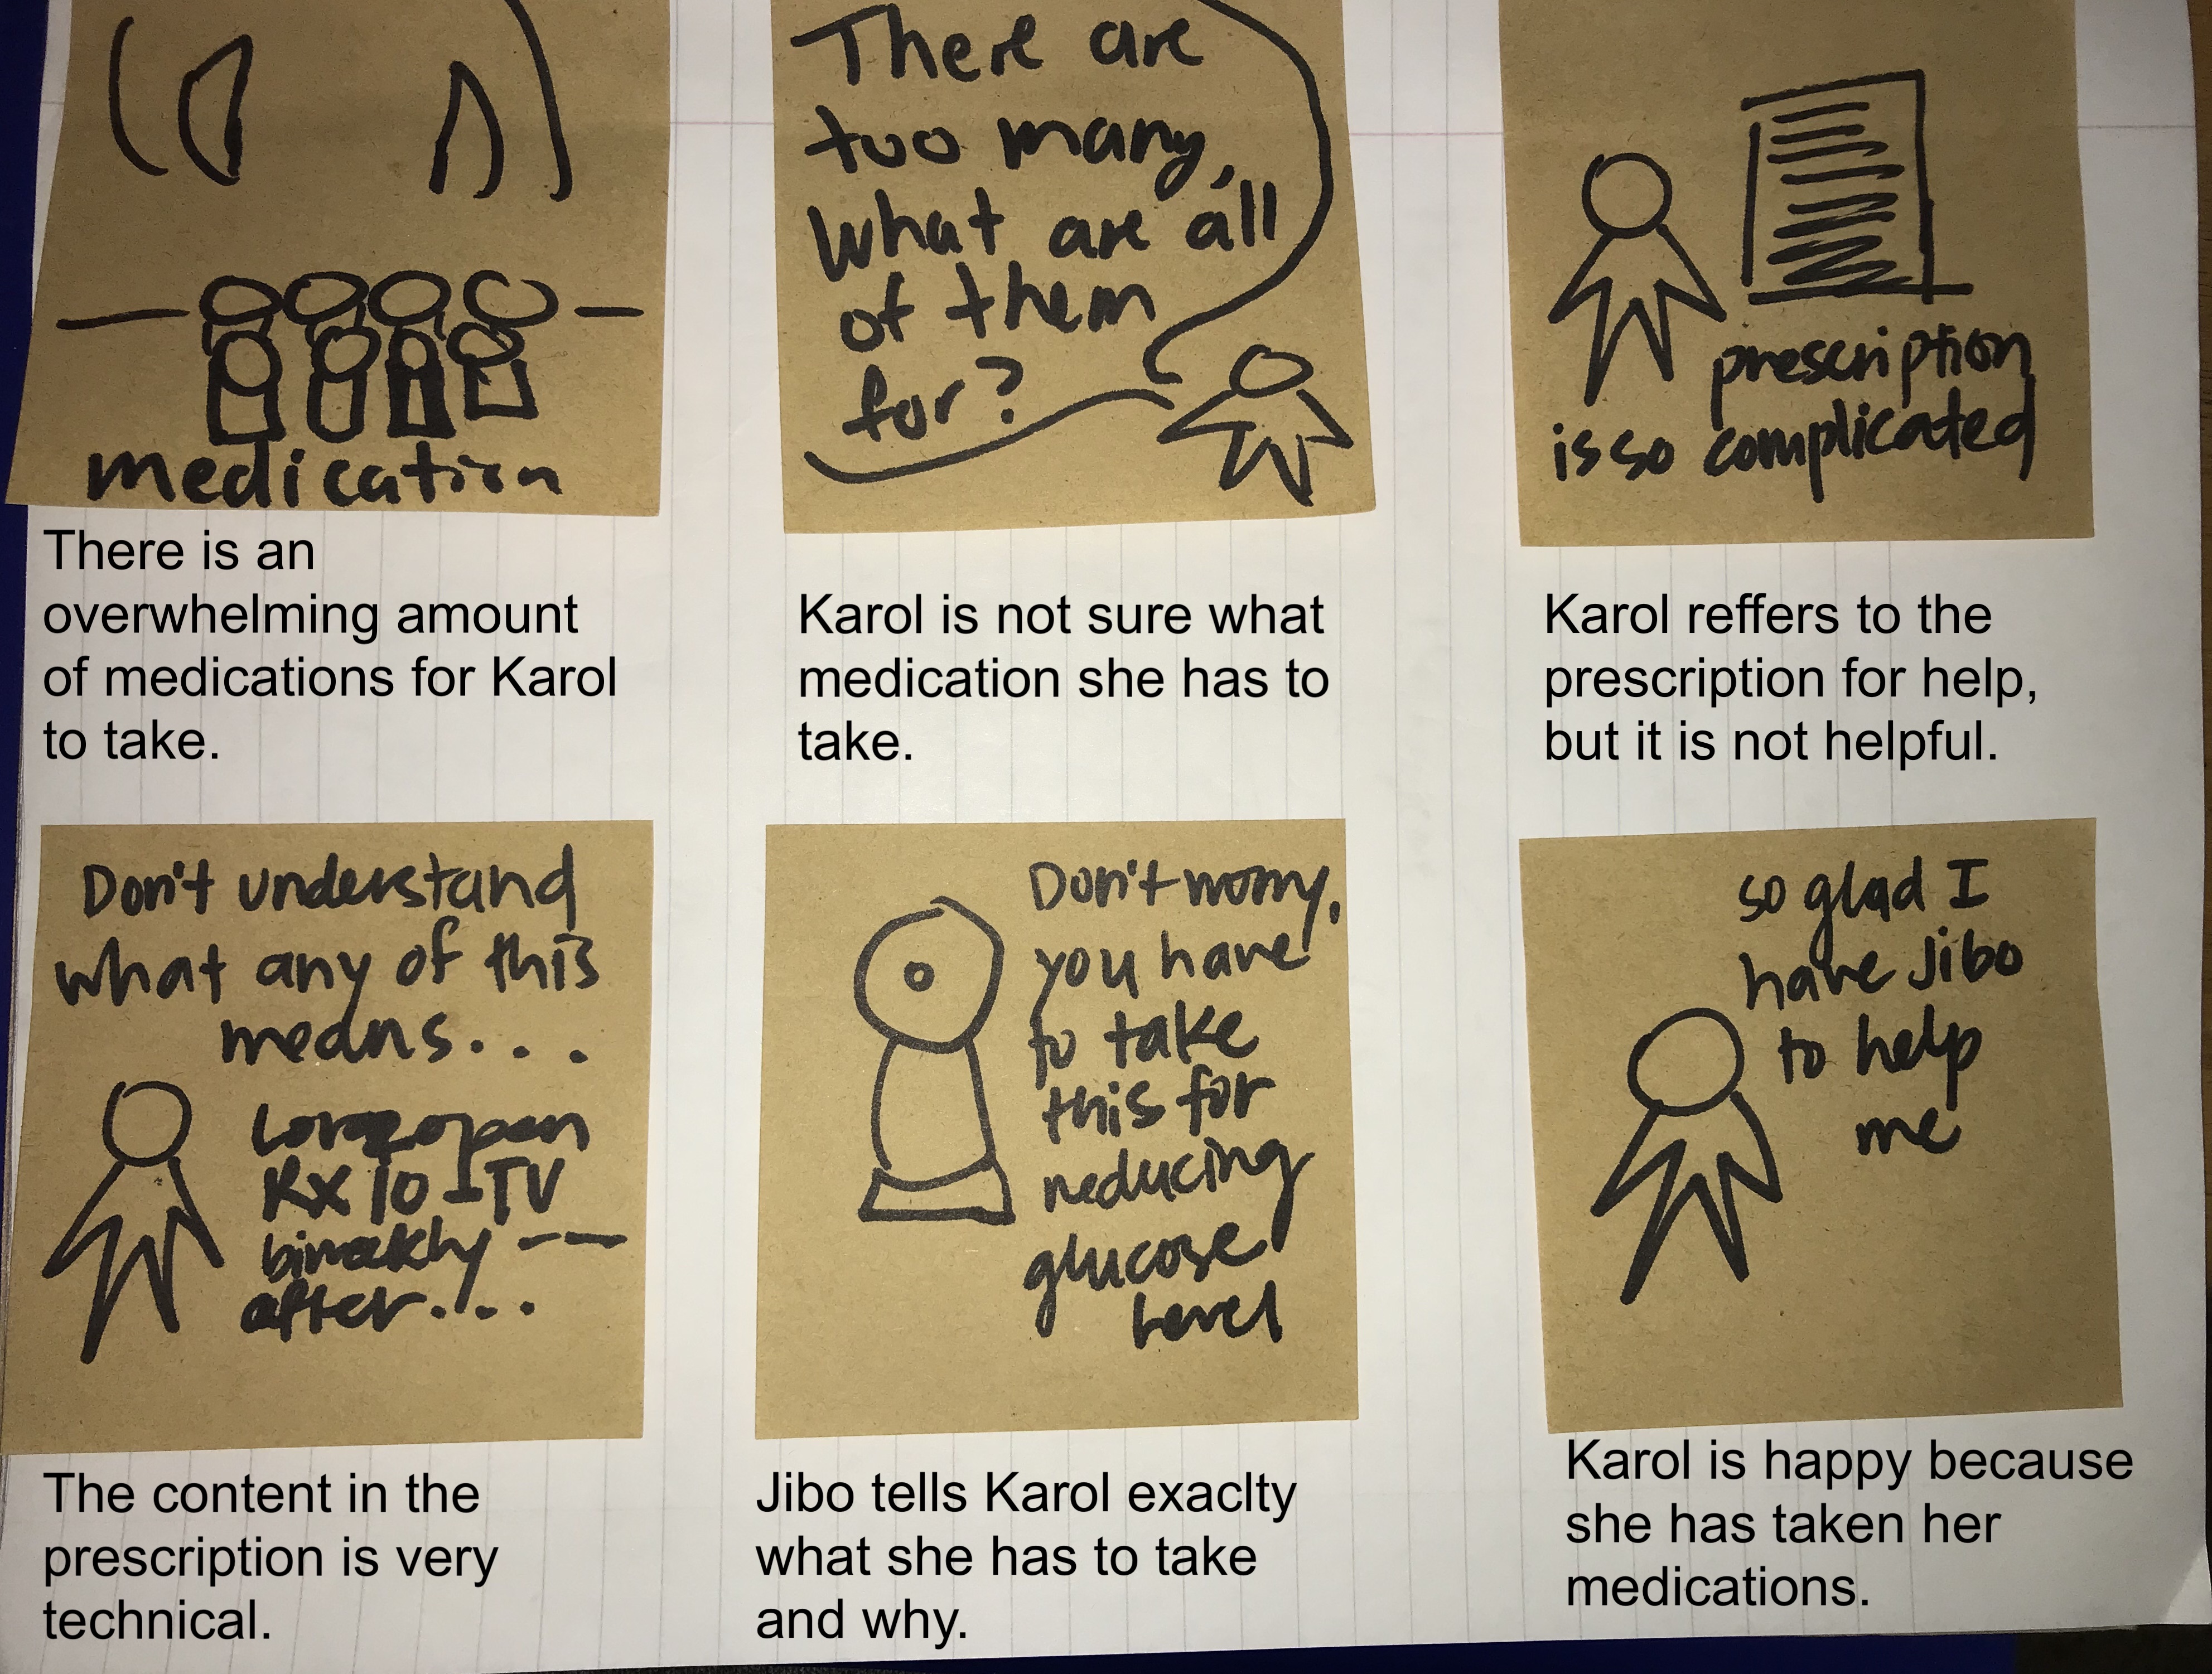 medication
There is an
overwhelming amount
of medications for Karol
to take.
There are
too many,
What are all
of them
for?
Karol is not sure what
medication she has to
take.
prescription
is so complicated
Karol reffers to the
prescription for help,
but it is not helpful.
Don't understand
what any of this
means...
RX 10 ITV
after....
The content in the
prescription is very
technical.
Don't worry,
you have
to take
this for
reducing
glucose
level
Jibo tells Karol exaclty
what she has to take
and why.
so glad I
have Jibo
to help
me
Karol is happy because
she has taken her
medications.